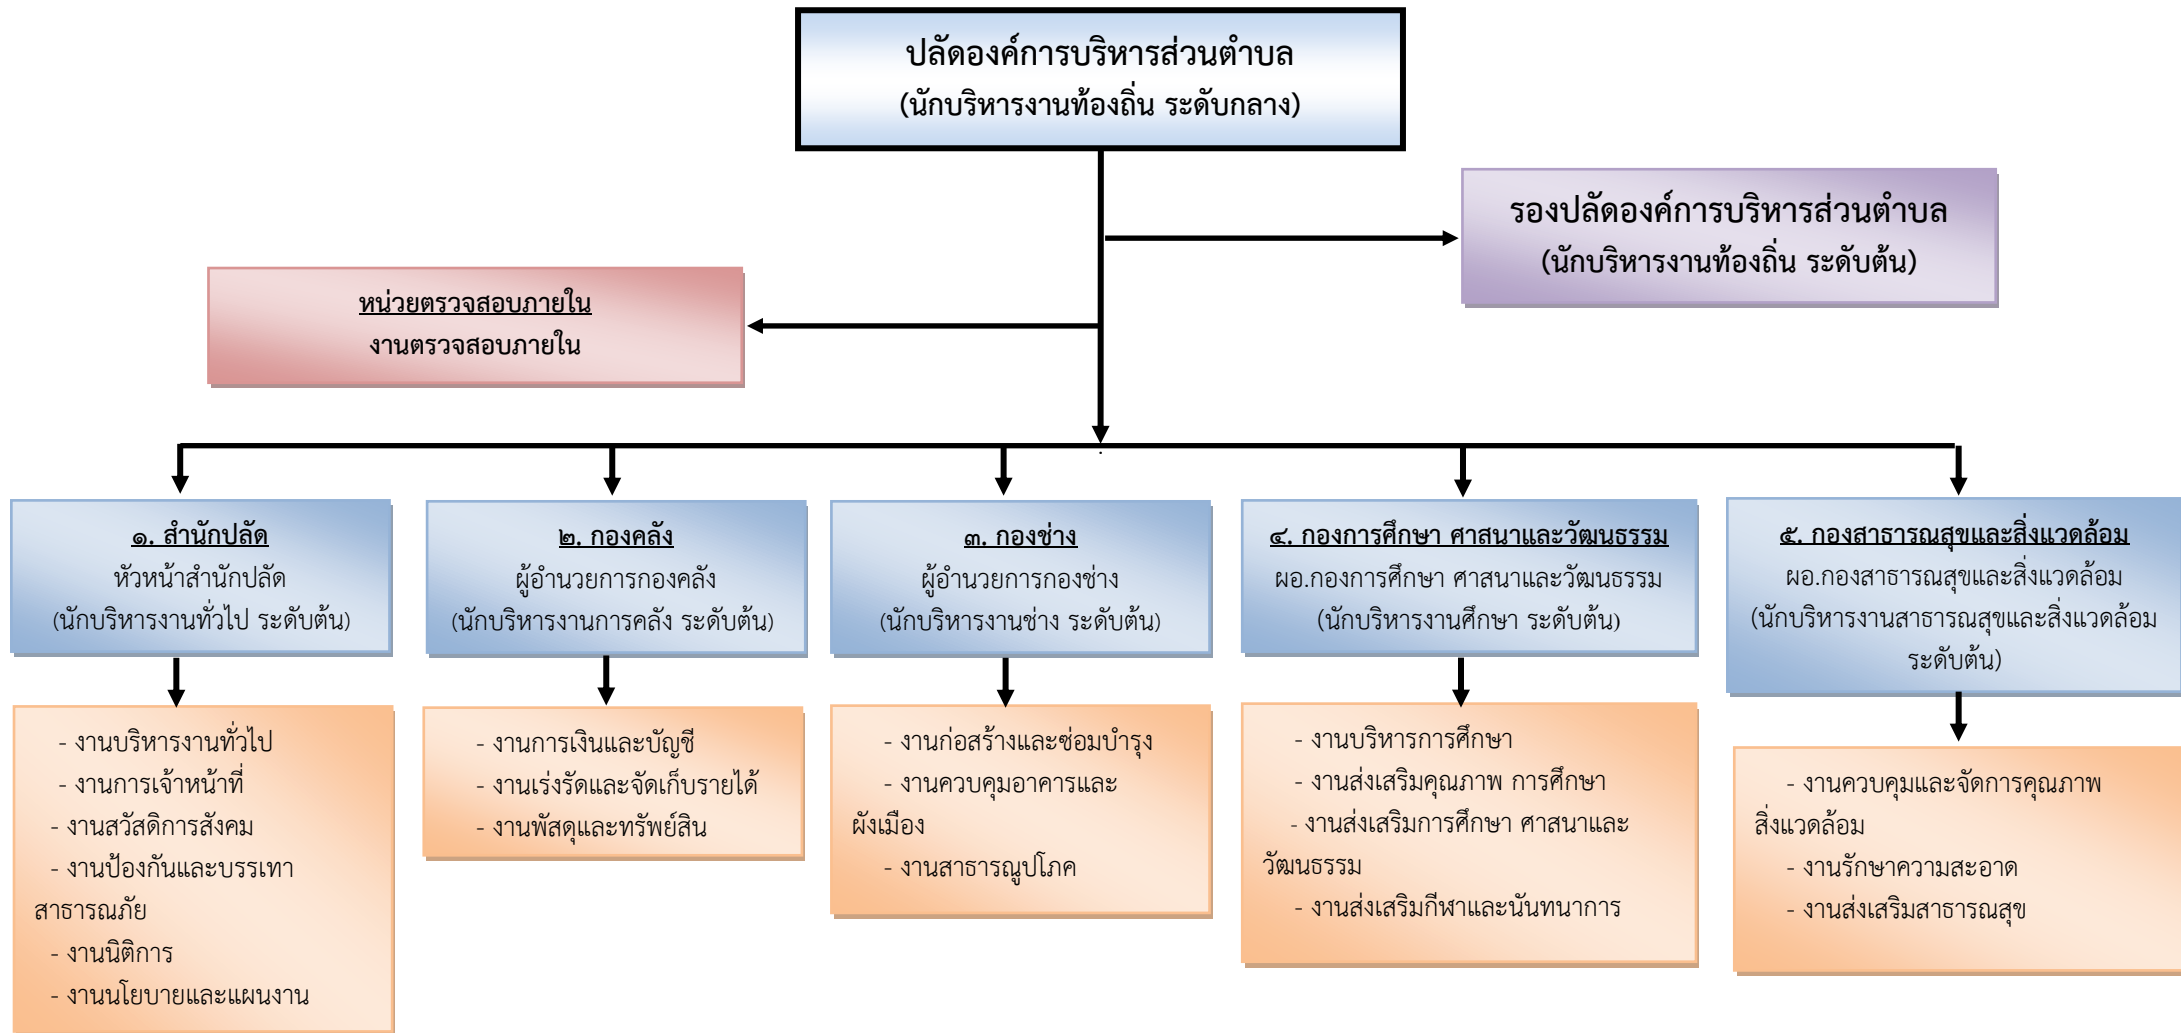 ปลัดองค์การบริหารส่วนตำบล
(นักบริหารงานท้องถิ่น ระดับกลาง)
รองปลัดองค์การบริหารส่วนตำบล
(นักบริหารงานท้องถิ่น ระดับต้น)
หน่วยตรวจสอบภายใน
งานตรวจสอบภายใน
๑. สำนักปลัด
หัวหน้าสำนักปลัด
(นักบริหารงานทั่วไป ระดับต้น)
๒. กองคลัง
ผู้อำนวยการกองคลัง
(นักบริหารงานการคลัง ระดับต้น)
๓. กองช่าง
ผู้อำนวยการกองช่าง
(นักบริหารงานช่าง ระดับต้น)
๔. กองการศึกษา ศาสนาและวัฒนธรรม
ผอ.กองการศึกษา ศาสนาและวัฒนธรรม
(นักบริหารงานศึกษา ระดับต้น)
๕. กองสาธารณสุขและสิ่งแวดล้อม
ผอ.กองสาธารณสุขและสิ่งแวดล้อม
(นักบริหารงานสาธารณสุขและสิ่งแวดล้อม
ระดับต้น)
- งานบริหารงานทั่วไป
- งานการเจ้าหน้าที่
- งานสวัสดิการสังคม
- งานป้องกันและบรรเทา
สาธารณภัย
- งานนิติการ
- งานนโยบายและแผนงาน
- งานการเงินและบัญชี
- งานเร่งรัดและจัดเก็บรายได้
- งานพัสดุและทรัพย์สิน
- งานก่อสร้างและซ่อมบำรุง
- งานควบคุมอาคารและ
ผังเมือง
- งานสาธารณูปโภค
- งานบริหารการศึกษา
- งานส่งเสริมคุณภาพ การศึกษา
- งานส่งเสริมการศึกษา ศาสนาและ
วัฒนธรรม
- งานส่งเสริมกีฬาและนันทนาการ
- งานควบคุมและจัดการคุณภาพ
สิ่งแวดล้อม
- งานรักษาความสะอาด
- งานส่งเสริมสาธารณสุข